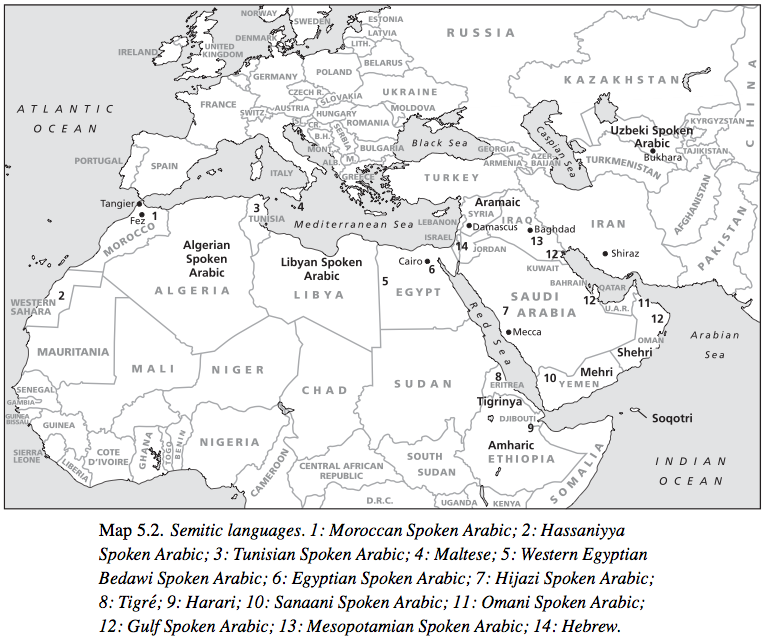 NORWAY
SWEDEN
ESTONIA
LATVIA
LITH.
DENMARK
RUSSIA
IRELAND
UNITED
KINGDOM
BELARUS
POLAND
GERMANY
KAZAKHSTAN
CHINA
CZECH R.
SLOVAKIA
UKRAINE
ATLANTIC
OCEAN
FRANCE
SWITZ
AUSTRIA
HUNGARY
MOLDOVA
SL.
CR.
ROMANIA
B.H.
SERBIA
Caspian Sea
Uzbeki Spoken
Arabic
Bukhara
KYRGYZSTAN
TAJIKISTAN
MONT.
BULGARIA
Black Sea
GEORGIA
ARMENIA
AZER-
BAIJAN
TURKMENISTAN
PORTUGAL
SPAIN
ITALY
ALB.
M.
GREECE
TURKEY
AFGHANISTAN
PAKISTAN
Tangier
Fez
1
3
TUNISIA
4
Mediterranean Sea
Aramaic
SYRIA
LEBANON
Damascus
IRAQ
Baghdad
13
IRAN
MOROCCO
Algerian
Spoken
Arabic
ALGERIA
Libyan Spoken
Arabic
LIBYA
ISRAEL
14
JORDAN
Cairo
6
5
EGYPT
12
KUWAIT
Shiraz
2
WESTERN
SAHARA
BAHRAIN
QATAR
12
U.A.R.
11
12
OMAN
SAUDI
ARABIA
7
Mecca
Red Sea
Arabian
Sea
MAURITANIA
MALI
NIGER
CHAD
SUDAN
Shehri
Mehri
10
YEMEN
8
ERITREA
Tigrinya
SENEGAL
GAMBIA
GUINEA
BISSAU
GUINEA
SIERRA
LEONE
LIBERIA
COTE
D'IVOIRE
GHANA
TOGO
BENIN
NIGERIA
CAMEROON
CENTRAL AFRICAN
REPUBLIC
SOUTH
SUDAN
DJIBOUTI
9
Amharic
ETHIOPIA
SOMALIA
Soqotri
INDIAN
OCEAN
D.R.C.
UGANDA
KENYA
Map 5.2. Semitic languages. 1: Moroccan Spoken Arabic; 2: Hassaniyya
Spoken Arabic; 3: Tunisian Spoken Arabic; 4: Maltese; 5: Western Egyptian
Bedawi Spoken Arabic; 6: Egyptian Spoken Arabic; 7: Hijazi Spoken Arabic;
8: Tigré; 9: Harari; 10: Sanaani Spoken Arabic; 11: Omani Spoken Arabic;
12: Gulf Spoken Arabic; 13: Mesopotamian Spoken Arabic; 14: Hebrew.